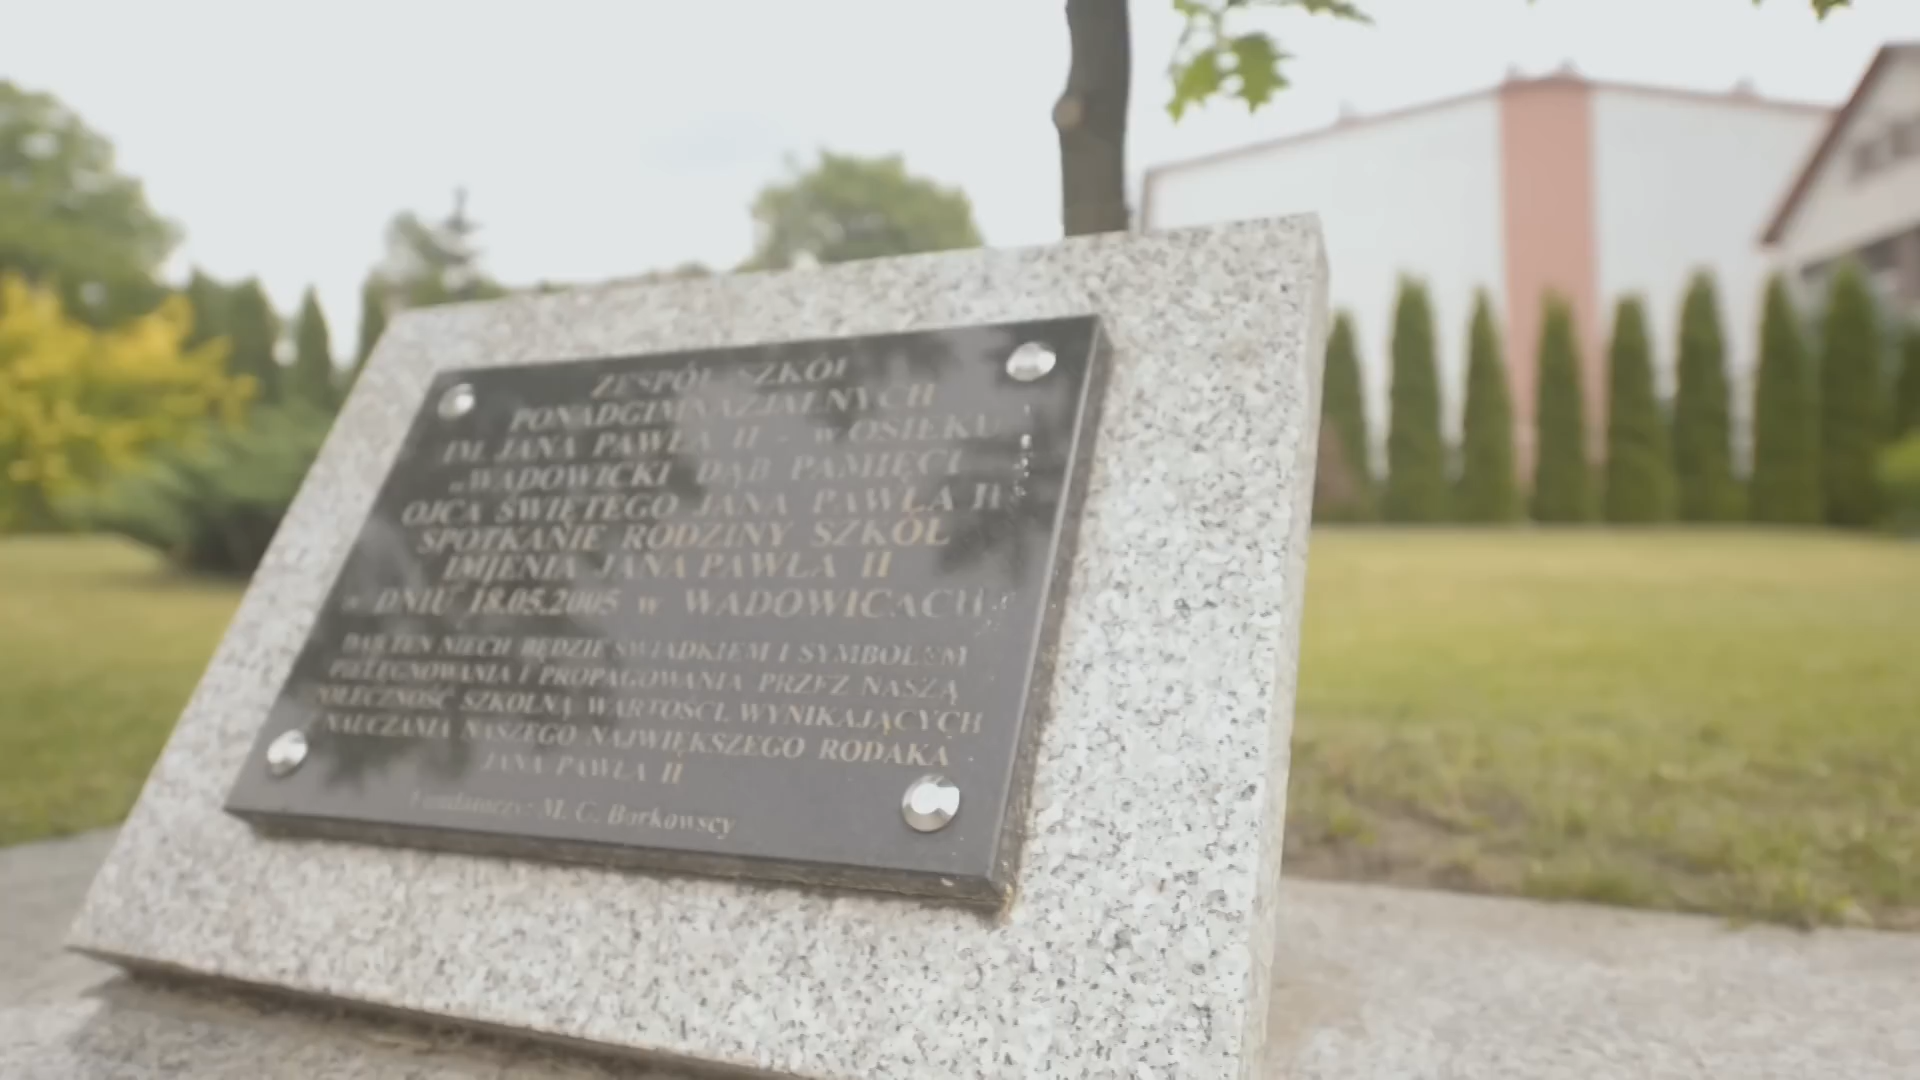 ZESPÓŁ SZKÓŁ
PONADGIMNAZJALNYCH
IM. JANA PAWŁA II - w OSIEKU
„WADOWICKI DĄB PAMIĘCI
OJCA ŚWIĘTEGO JANA PAWŁA II"
SPOTKANIE RODZINY SZKÓŁ
IMIENIA JANA PAWŁA II
w DNIU 18.05.2005 w WADOWICACH
DĄB TEN NIECH BĘDZIE ŚWIADKIEM I SYMBOLEM
PIELĘGNOWANIA I PROPAGOWANIA PRZEZ NASZĄ
SPOŁECZNOŚĆ SZKOLNĄ WARTOŚCI, WYNIKAJĄCYCH
NAUCZANIA NASZEGO NAJWIĘKSZEGO RODAKA
JANA PAWŁA II
Fundatorzy: M. C. Borkowscy